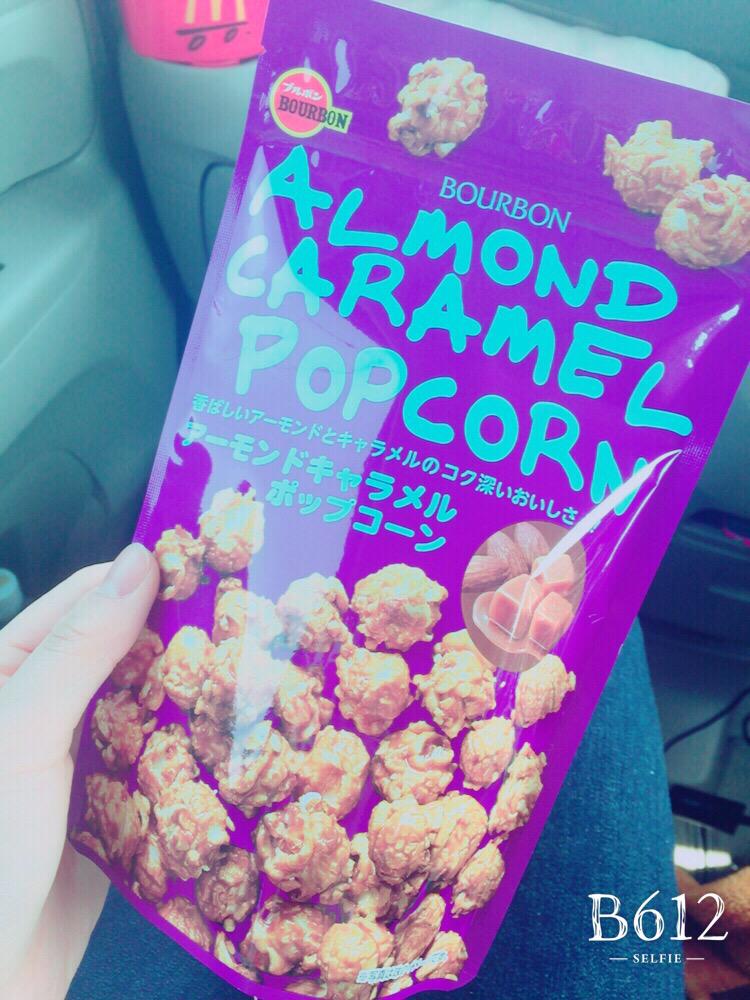 ブルボン
BOURBON
BOURBON
ALMOND
CARAMEL
POPCORN
香ばしいアーモンドとキャラメルのコク深いおいしさ
アーモンドキャラメル
ポップコーン
B612
SELFIE